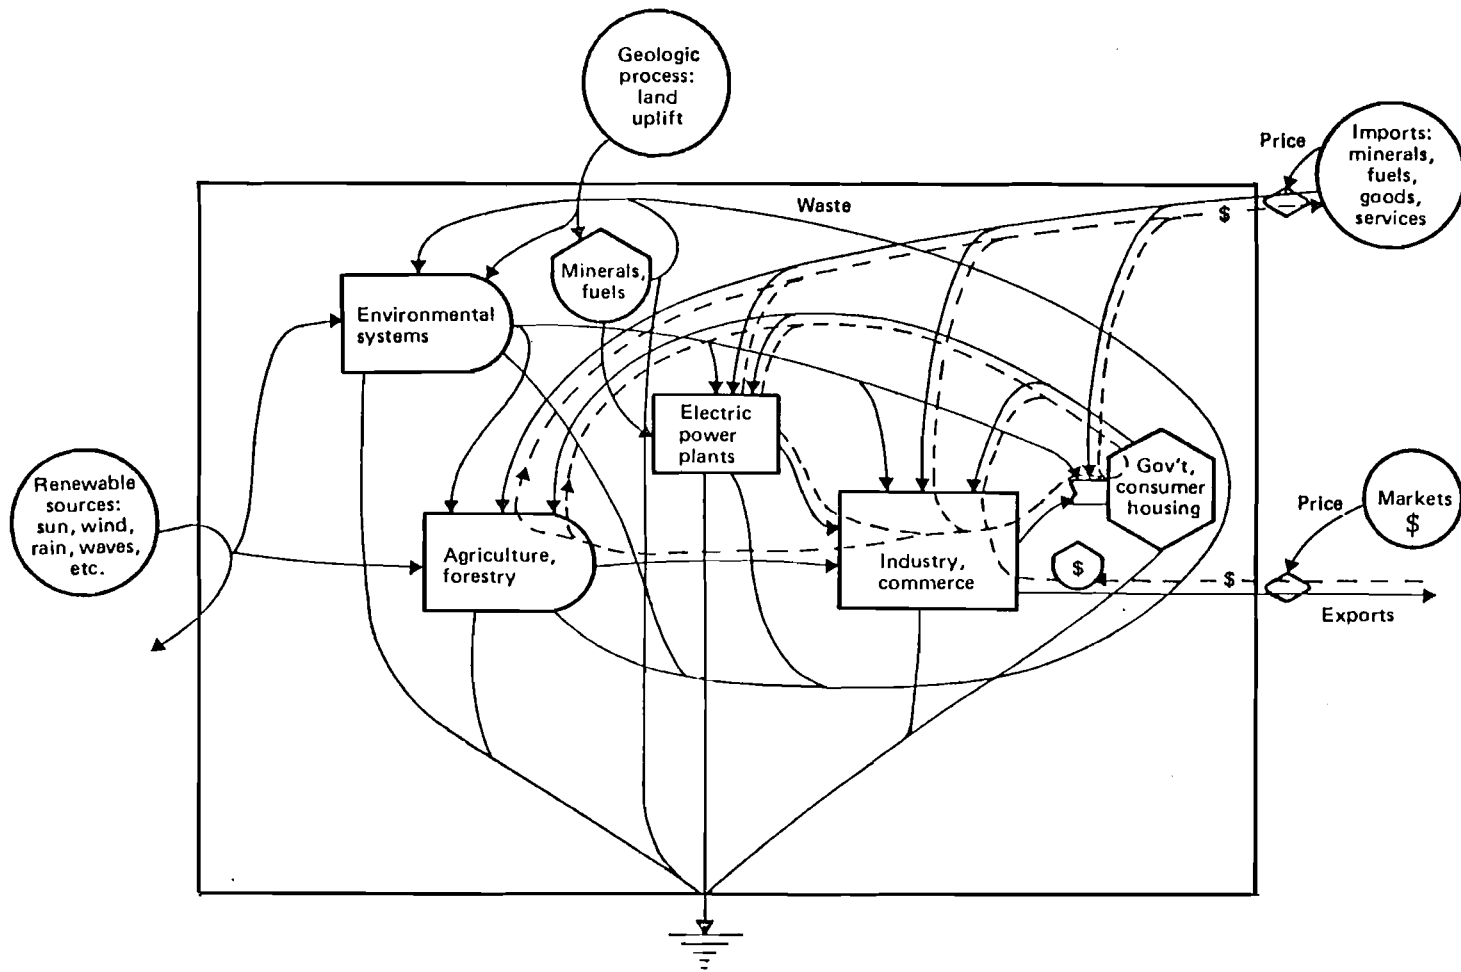 Geologic
process:
land
uplift
Price
Imports:
minerals,
fuels,
goods,
services
Waste
$
Minerals,
fuels
Environmental
systems
Electric
power
plants
Gov't,
consumer
housing
Renewable
sources:
sun, wind,
rain, waves,
etc.
Agriculture,
forestry
Industry,
commerce
$
$
Price
Markets
$
Exports